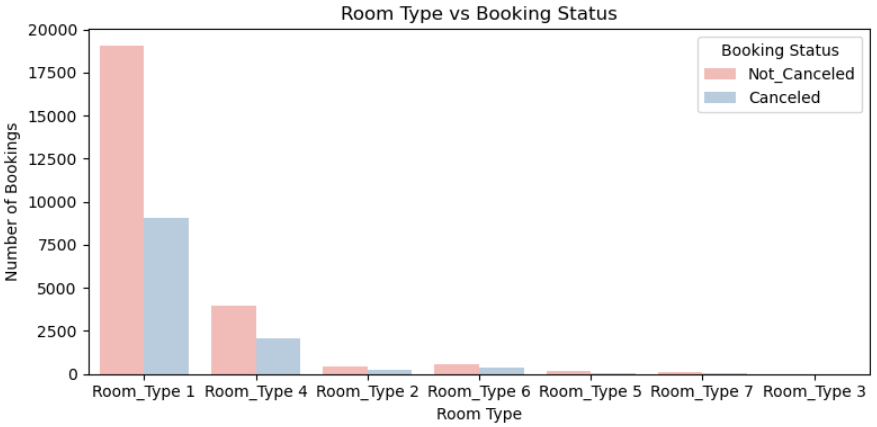 Room Type vs Booking Status
Number of Bookings
20000
17500
15000
12500
10000
7500
5000
2500
0
Booking Status
Not_Canceled
Canceled
Room_Type 1 Room_Type 4 Room_Type 2 Room_Type 6 Room_Type 5 Room_Type 7 Room_Type 3
Room Type